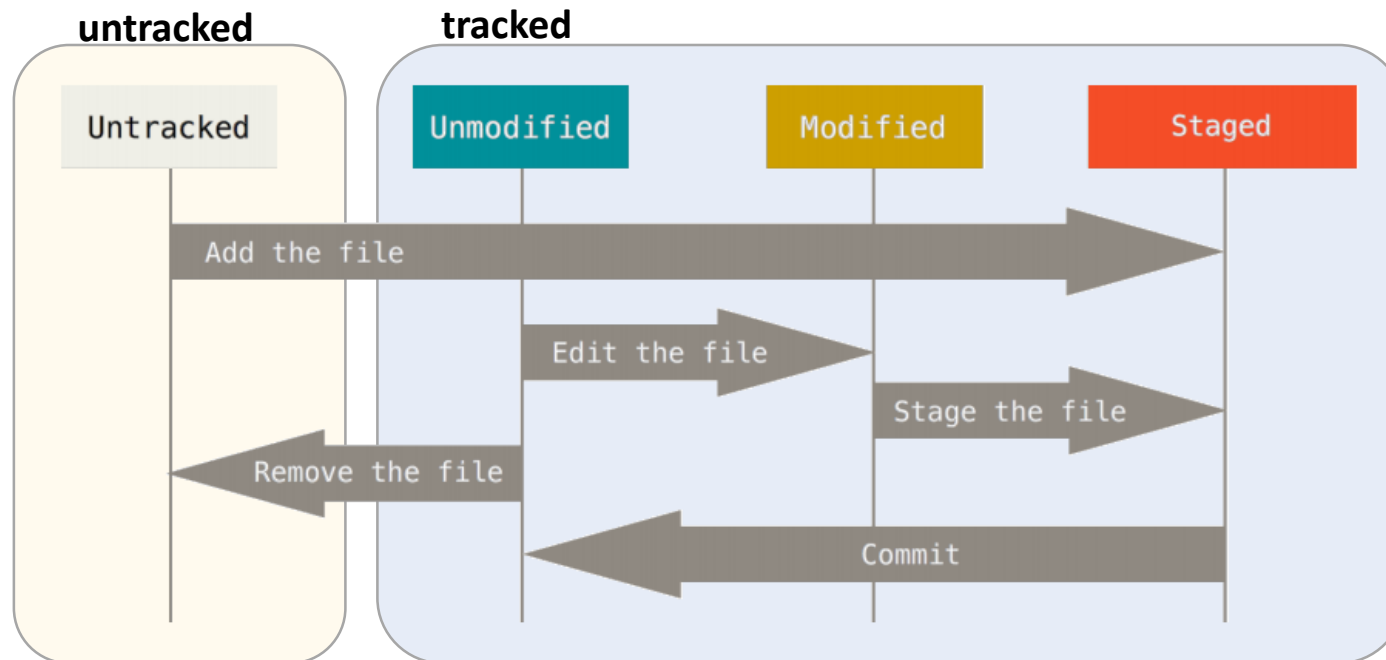 untracked
tracked
Untracked
Unmodified
Modified
Staged
Add the file
Edit the file
Stage the file
Remove the file
Commit